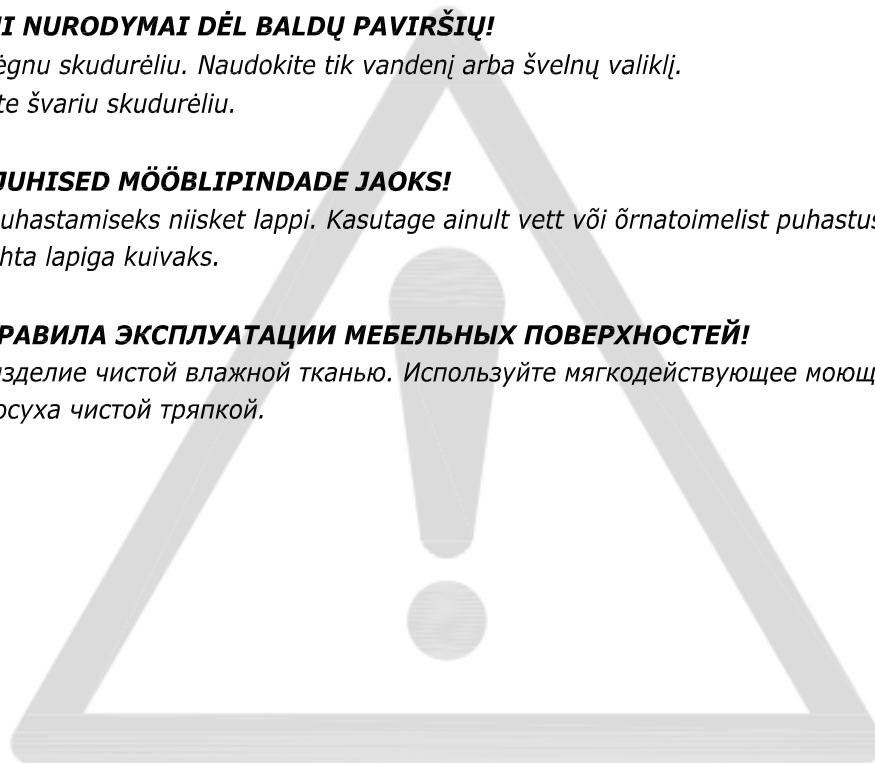 I NURODYMAI DĖL BALDŲ PAVIRŠIŲ!
ėgnu skudurėliu. Naudokite tik vandenį arba švelnų valiklį.
te švariu skudurėliu.
JUHISED MÖÖBLIPINDADE JAOKS!
uhastamiseks niisket lappi. Kasutage ainult vett või õrnatoimelist puhastus
hta lapiga kuivaks.
РАВИЛА ЭКСПЛУАТАЦИИ МЕБЕЛЬНЫХ ПОВЕРХНОСТЕЙ!
изделие чистой влажной тканью. Используйте мягкодействующее моющ
осуха чистой тряпкой.